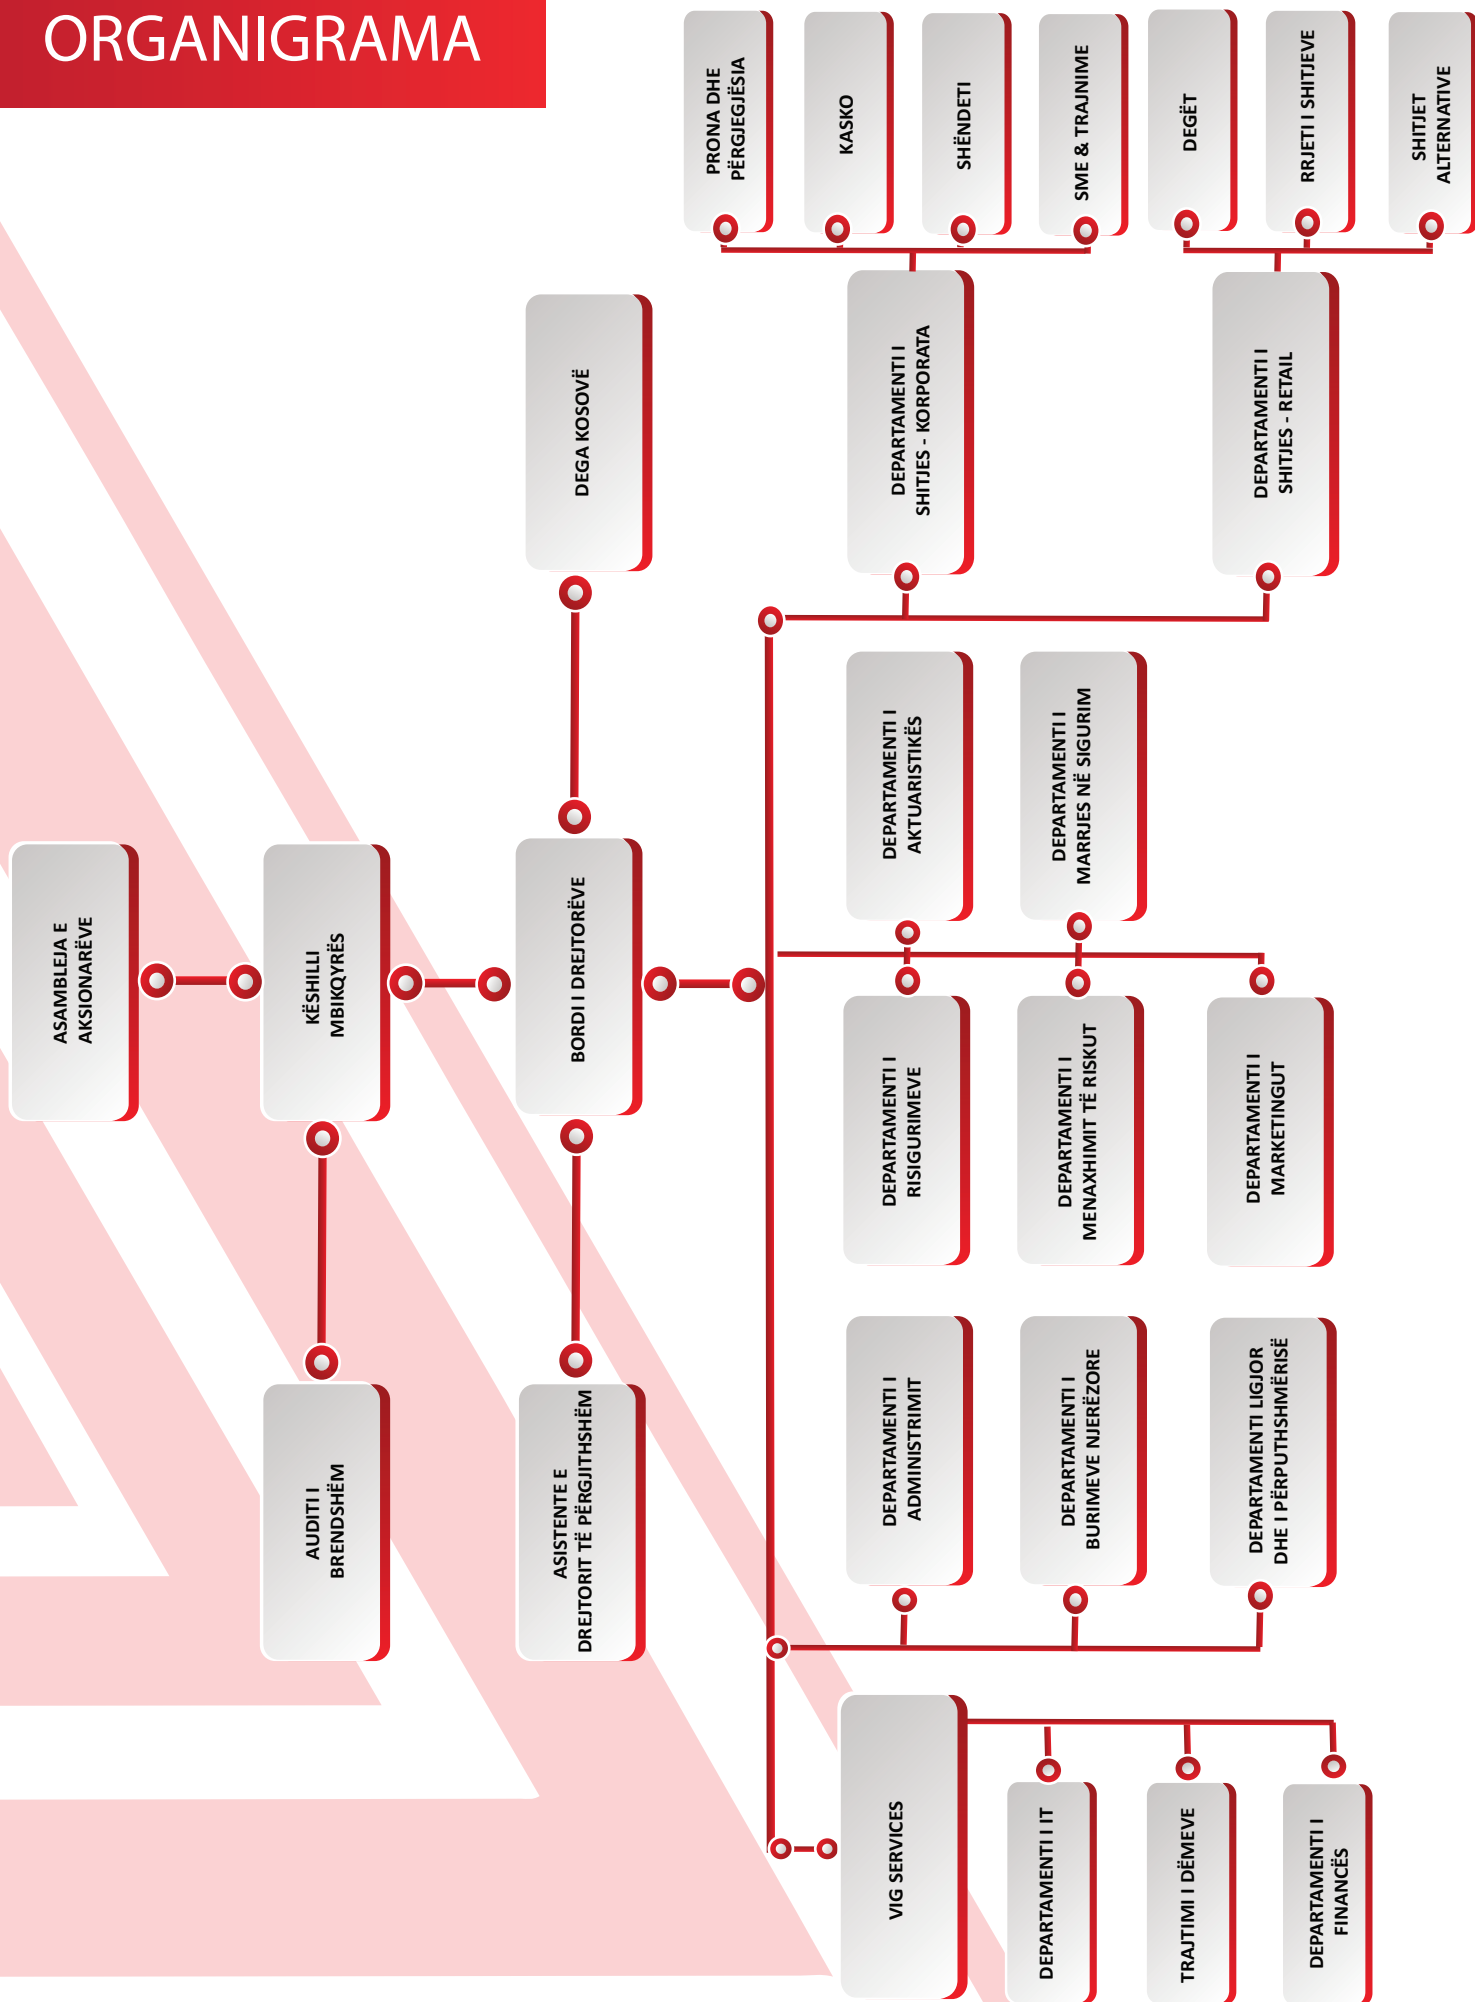 ORGANIGRAMA
ASAMBLEJA E
AKSIONARËVE
KËSHILLI
MBIKQYRËS
AUDITI I
BRENDSHËM
BORDI I DREJTORËVE
ASISTENTE E
DREJTORIT TË PËRGJITHSHËM
DEGA KOSOVË
VIG SERVICES
DEPARTAMENTI I IT
TRAJTIMI I DËMEVE
DEPARTAMENTI I
FINANCËS
DEPARTAMENTI I
ADMINISTRIMIT
DEPARTAMENTI I
BURIMEVE NJERËZORE
DEPARTAMENTI LIGJOR
DHE I PËRPUTHSHMËRISË
DEPARTAMENTI I
RISIGURIMEVE
DEPARTAMENTI I
MENAXHIMIT TË RISKUT
DEPARTAMENTI I
MARKETINGUT
DEPARTAMENTI I
AKTUARISTIKËS
DEPARTAMENTI I
MARRJES NË SIGURIM
DEPARTAMENTI I
SHITJES - KORPORATA
DEPARTAMENTI I
SHITJES - RETAIL
PRONA DHE
PËRGJEGJËSIA
KASKO
SHËNDETI
SME & TRAJNIME
DEGËT
RRJETI I SHITJEVE
SHITJET
ALTERNATIVE